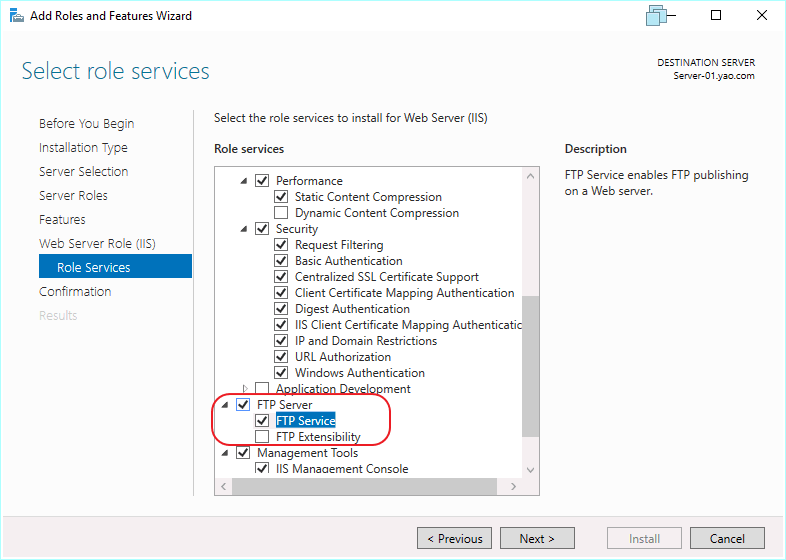 Add Roles and Features Wizard
Select role services
DESTINATION SERVER
Server-01.yao.com
Before You Begin
Installation Type
Server Selection
Server Roles
Features
Web Server Role (IIS)
Role Services
Confirmation
Results
Select the role services to install for Web Server (IIS)
Role services
Performance
Static Content Compression
Dynamic Content Compression
Security
Request Filtering
Basic Authentication
Centralized SSL Certificate Support
Client Certificate Mapping Authentication
Digest Authentication
IIS Client Certificate Mapping Authenticatic
IP and Domain Restrictions
URL Authorization
Windows Authentication
Application Development
FTP Server
FTP Service
FTP Extensibility
Management Tools
IIS Management Console
Description
FTP Service enables FTP publishing
on a Web server.
< Previous
Next >
Install
Cancel